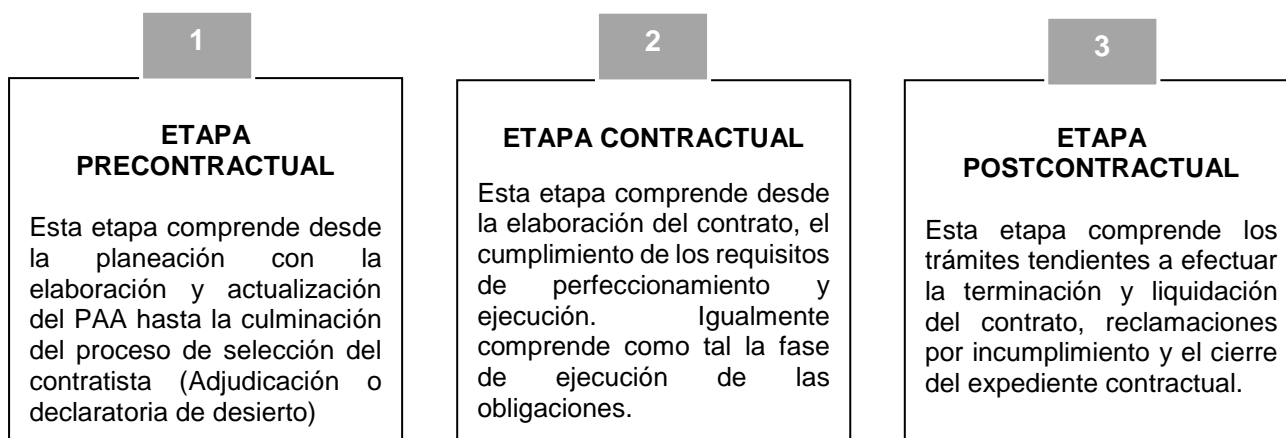 1
ETAPA
PRECONTRACTUAL
Esta etapa comprende desde
la planeación con la
elaboración y actualización
del PAA hasta la culminación
del proceso de selección del
contratista (Adjudicación o
declaratoria de desierto)
2
ETAPA CONTRACTUAL
Esta etapa comprende desde
la elaboración del contrato, el
cumplimiento de los requisitos
de perfeccionamiento y
ejecución. Igualmente
comprende como tal la fase
de ejecución de las
obligaciones.
3
ETAPA
POSTCONTRACTUAL
Esta etapa comprende los
trámites tendientes a efectuar
la terminación y liquidación
del contrato, reclamaciones
por incumplimiento y el cierre
del expediente contractual.